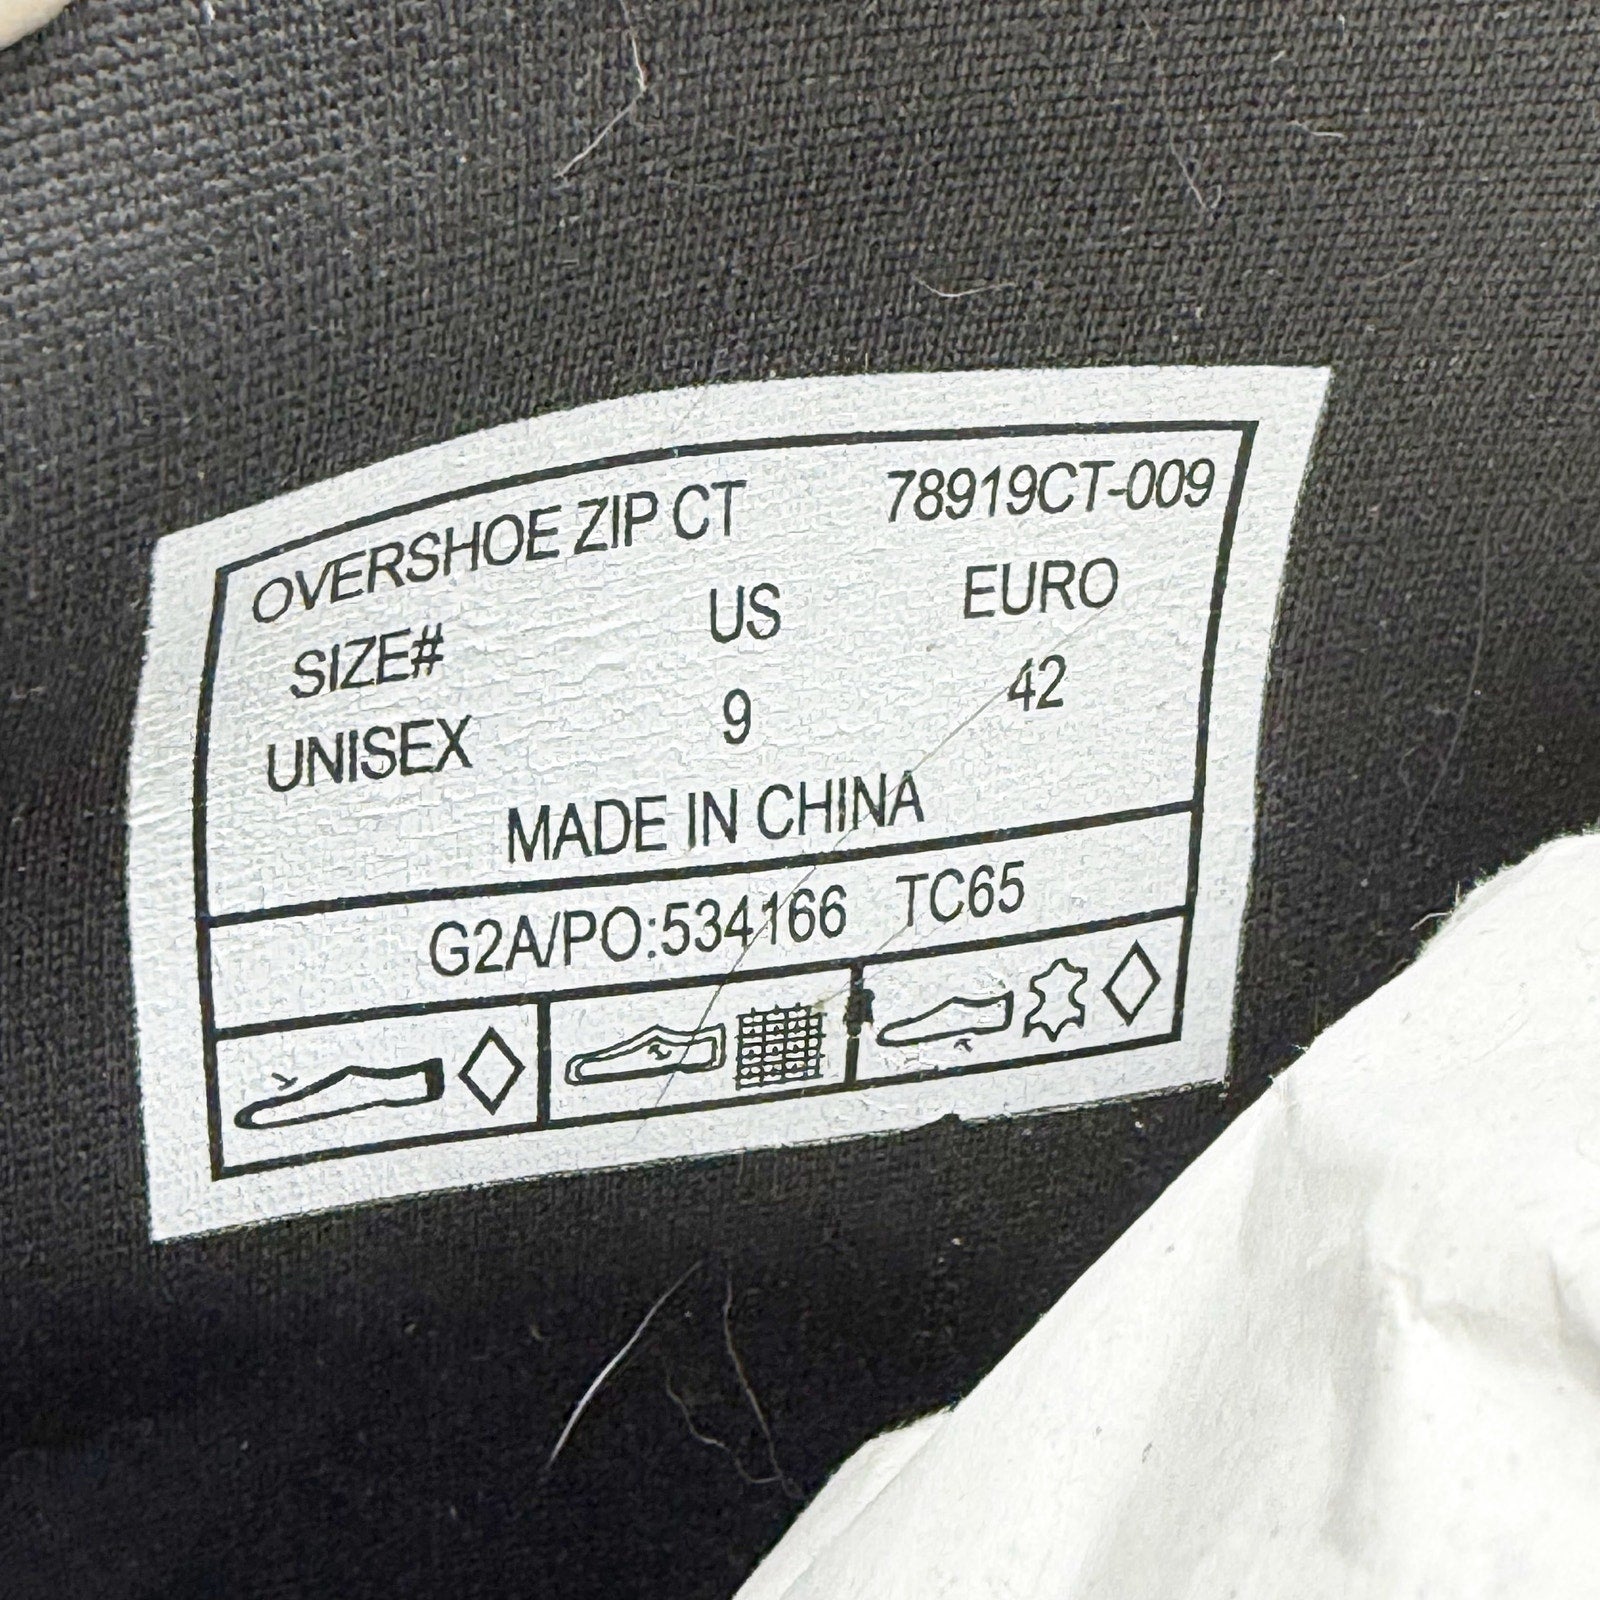 OVERSHOE ZIP CT 78919CT-009
SIZE# US EURO
UNISEX 9 42
MADE IN CHINA
G2A/PO:534166 TC65